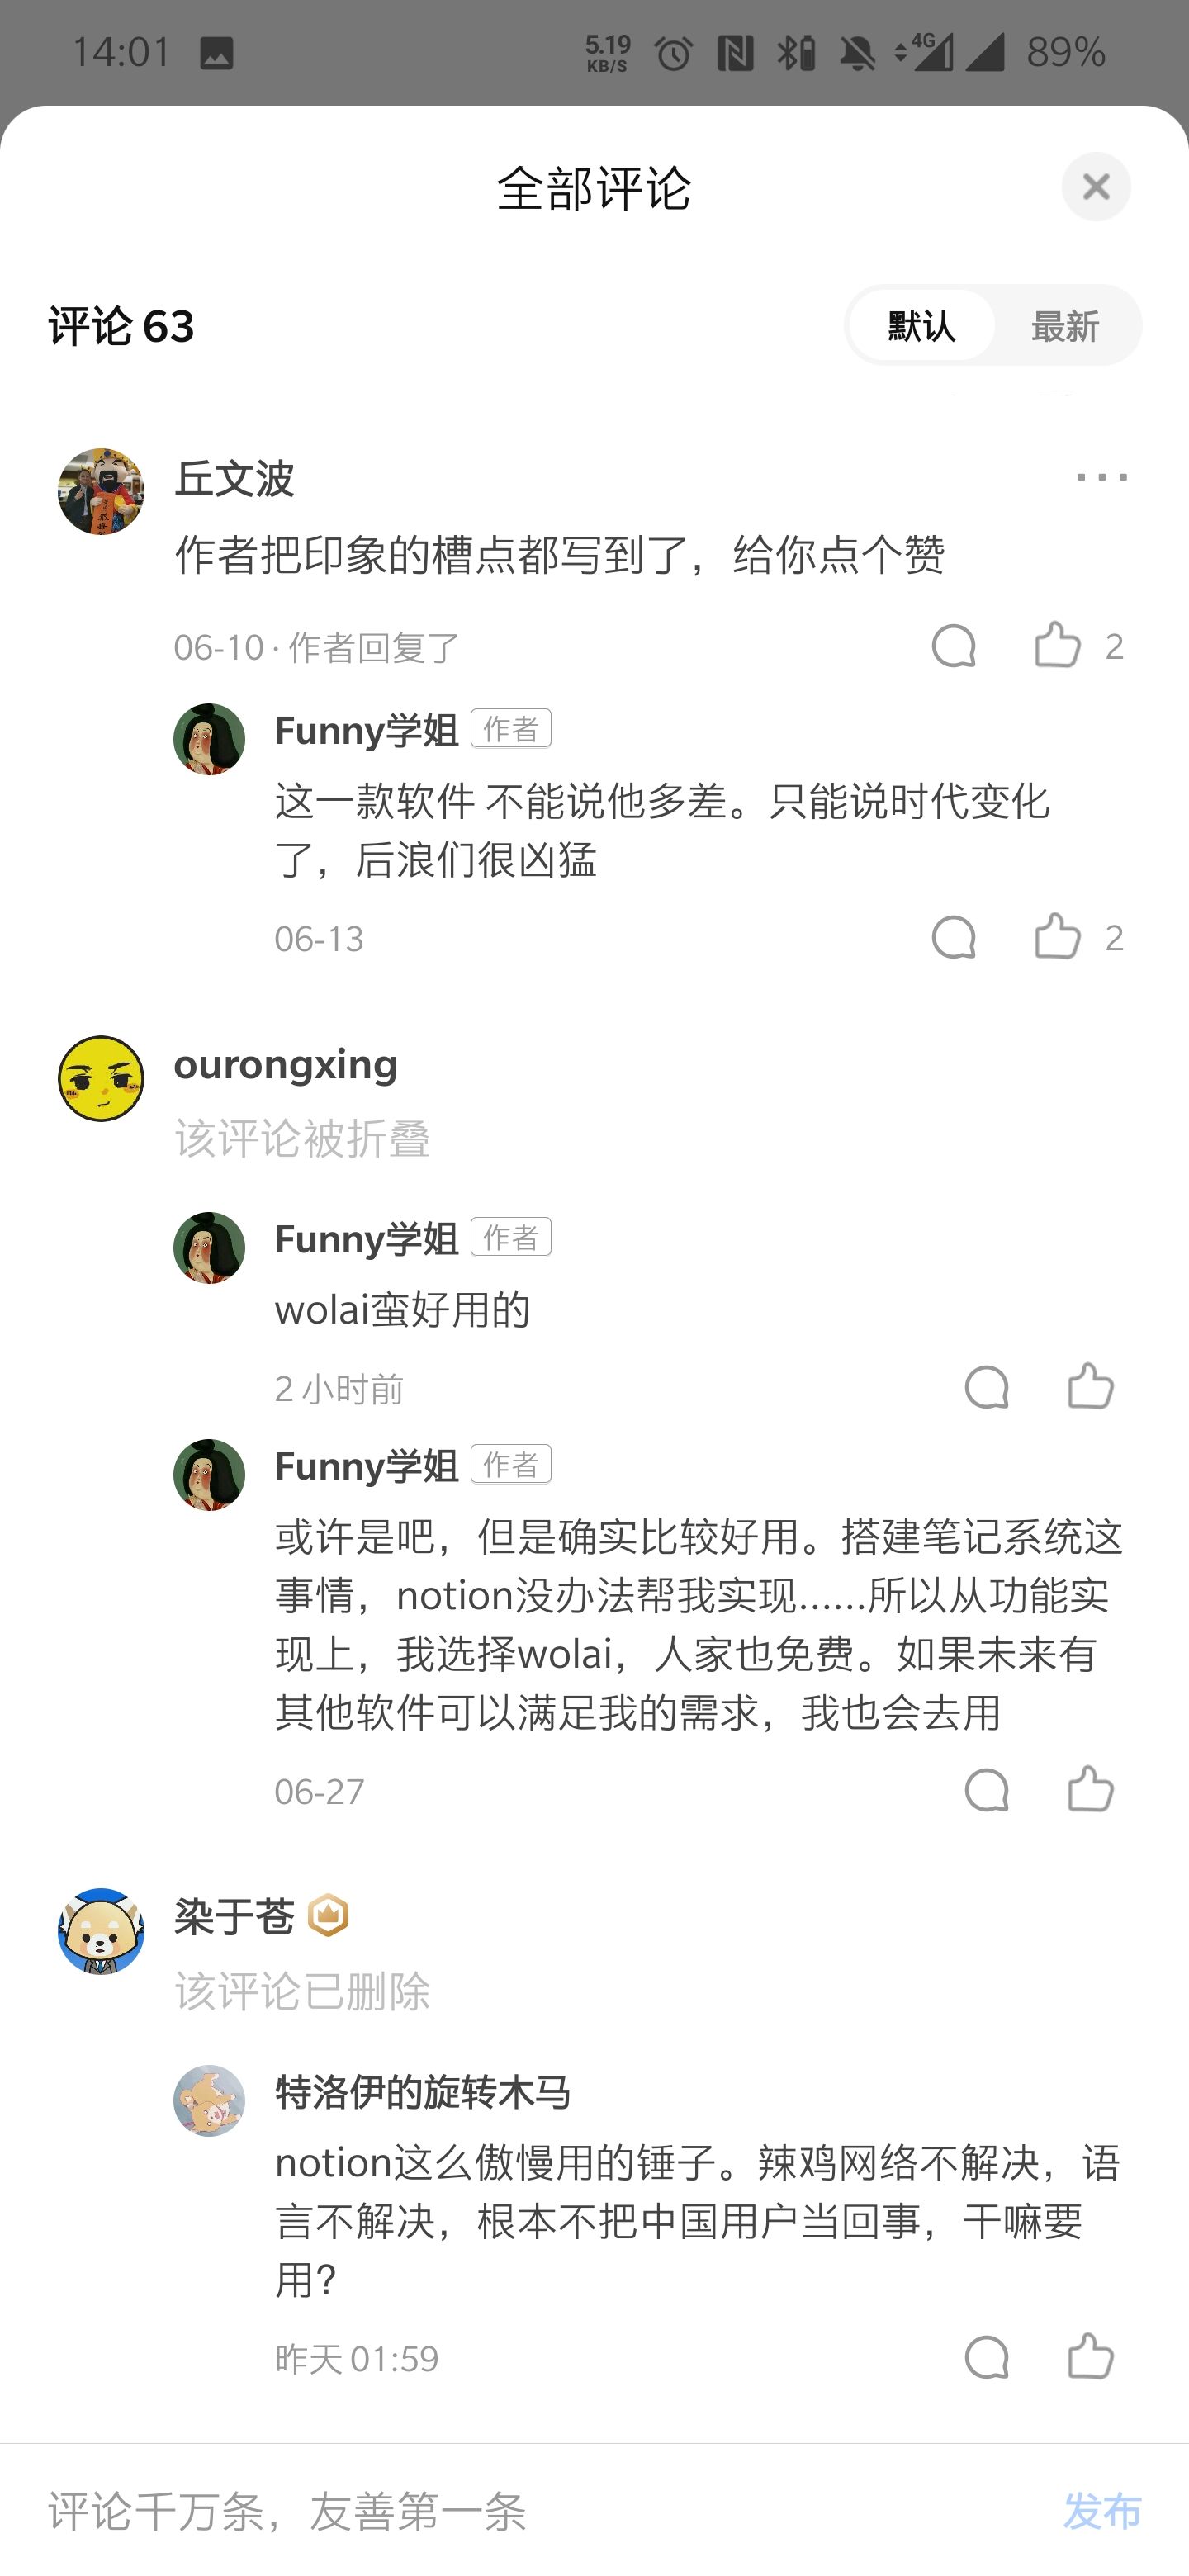 14:01
5.19
KB/S
4G
89%
全部评论
评论 63
默认
最新
丘文波
作者把印象的槽点都写到了，给你点个赞
06-10 · 作者回复了
2
Funny学姐 作者
这一款软件 不能说他多差。只能说时代变化
了，后浪们很凶猛
06-13
2
ourongxing
该评论被折叠
Funny学姐 作者
wolai蛮好用的
2 小时前
Funny学姐 作者
或许是吧，但是确实比较好用。搭建笔记系统这
事情，notion没办法帮我实现......所以从功能实
现上，我选择wolai，人家也免费。如果未来有
其他软件可以满足我的需求，我也会去用
06-27
染于苍
该评论已删除
特洛伊的旋转木马
notion这么傲慢用的锤子。辣鸡网络不解决，语
言不解决，根本不把中国用户当回事，干嘛要
用？
昨天 01:59
评论千万条，友善第一条
发布